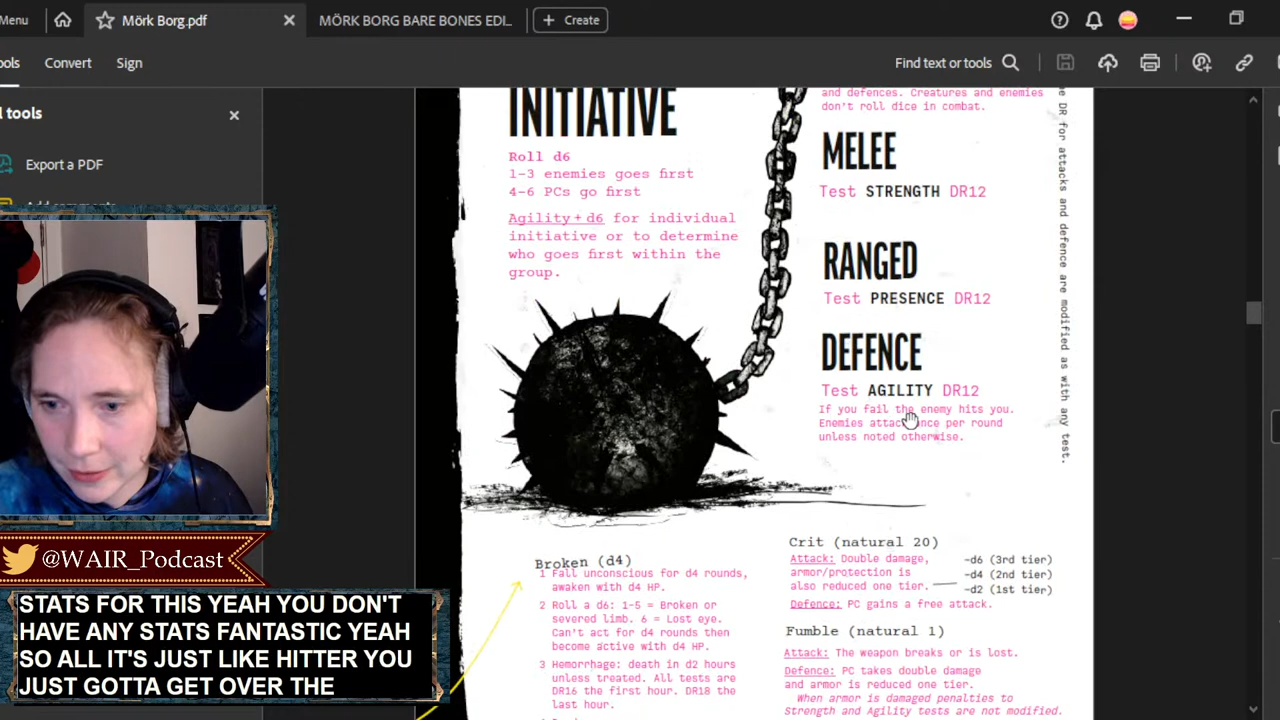 Menu
Mörk Borg.pdf
MÖRK BORG BARE BONES EDI...
Create
ools
Convert
Sign
Find text or tools
l tools
Export a PDF
INITIATIVE
Roll d6
1-3 enemies goes first
4-6 PCs go first
Agility + d6 for individual
initiative or to determine
who goes first within the
group.
and defences. Creatures and enemies
don't roll dice in combat.
MELEE
Test STRENGTH DR12
RANGED
Test PRESENCE DR12
DEFENCE
Test AGILITY DR12
If you fail the enemy hits you.
Enemies attac once per round
unless noted otherwise.
he DR for attacks and defence are modified as with any test.
Broken (d4)
1 Fall unconscious for d4 rounds,
awaken with d4 HP.
2 Roll a d6: 1-5 = Broken or
severed limb. 6 = Lost eye.
Can't act for d4 rounds then
become active with d4 HP.
3 Hemorrhage: death in d2 hours
unless treated. All tests are
DR16 the first hour. DR18 the
last hour.
Crit (natural 20)
Attack: Double damage,
armor/protection is
also reduced one tier.
-d6 (3rd tier)
-d4 (2nd tier)
-d2 (1st tier)
Defence: PC gains a free attack.
Fumble (natural 1)
Attack: The weapon breaks or is lost.
Defence: PC takes double damage
and armor is reduced one tier.
When armor is damaged penalties to
Strength and Agility tests are not modified.
@WAIR_Podcast
STATS FOR THIS YEAH YOU DON'T
HAVE ANY STATS FANTASTIC YEAH
SO ALL IT'S JUST LIKE HITTER YOU
JUST GOTTA GET OVER THE